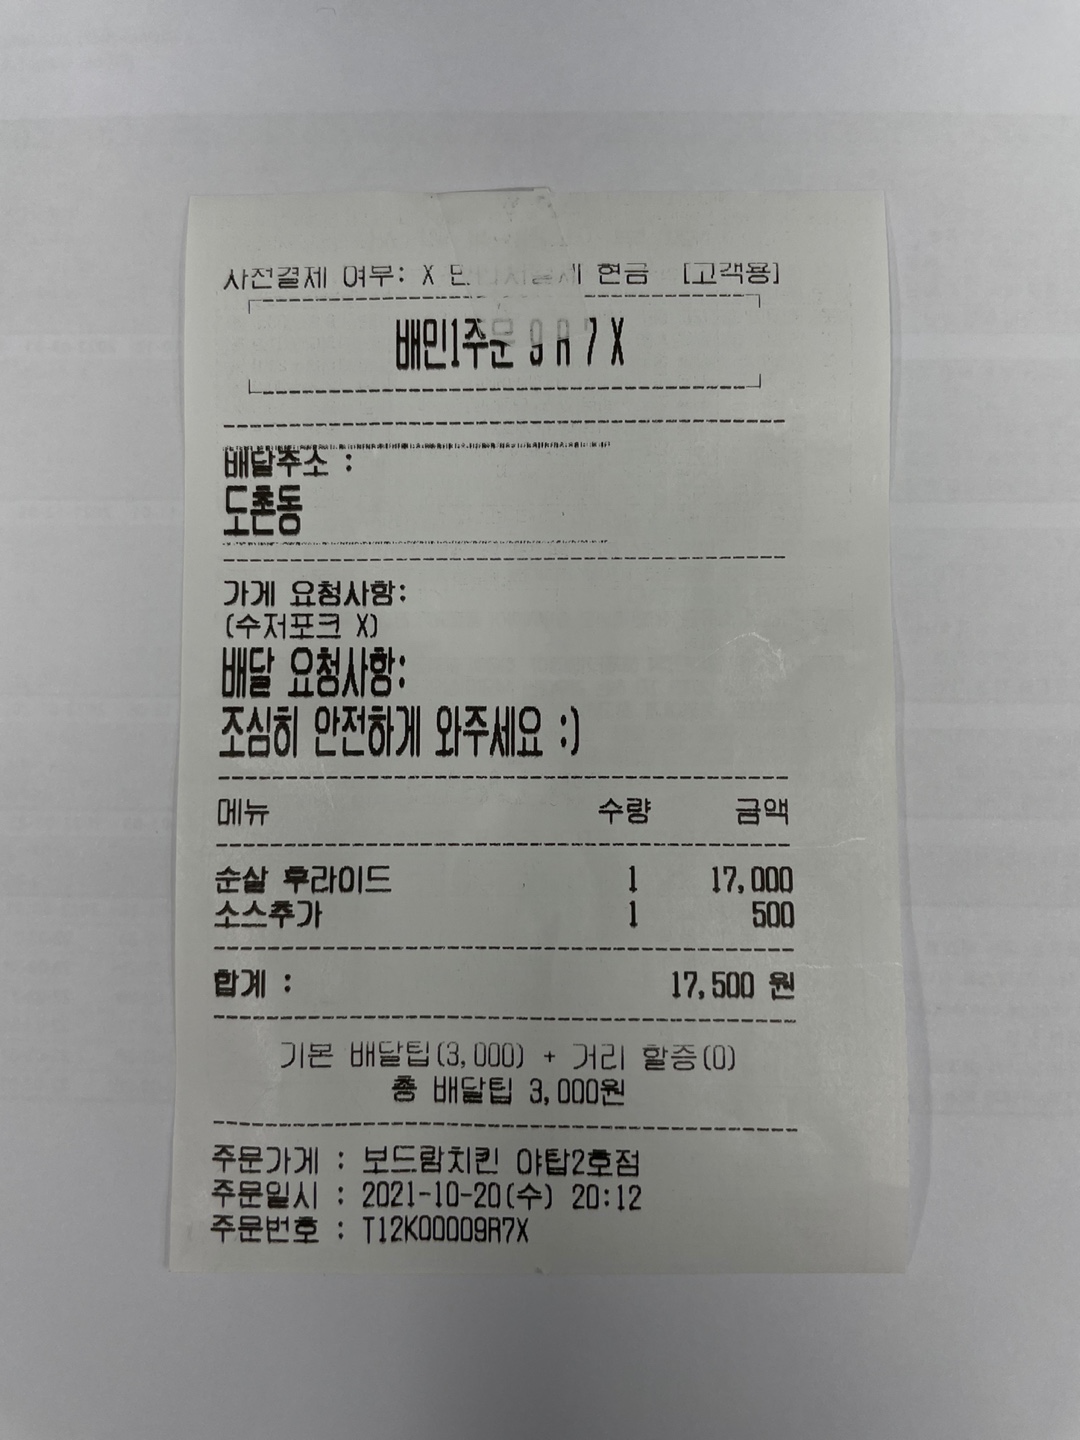 사전결제 여부: X 현금 [고객용]
배민1주문 9R7X
배달주소 :
도촌동
가게 요청사항:
(수저포크 X)
배달 요청사항:
조심히 안전하게 와주세요 :)
메뉴 수량 금액
순살 후라이드 1 17,000
소스추가 1 500
합계 : 17,500 원
기본 배달팁(3,000) + 거리 할증(0)
총 배달팁 3,000원
주문가게 : 보드람치킨 야탑2호점
주문일시 : 2021-10-20(수) 20:12
주문번호 : T12K00009R7X